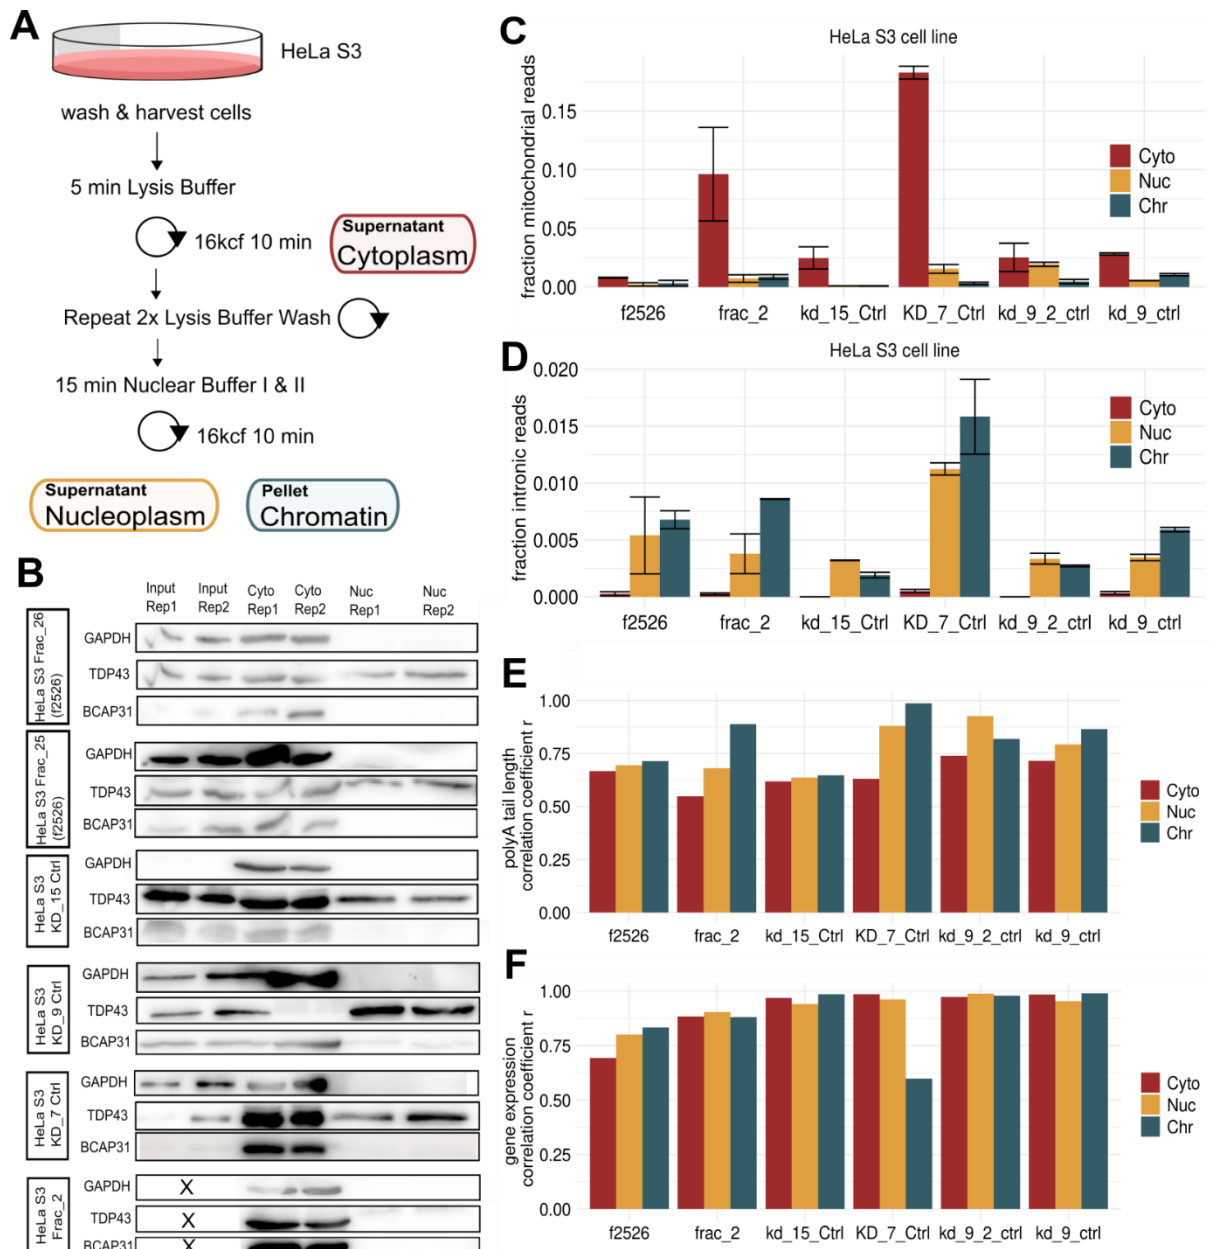 A
HeLa S3
wash & harvest cells
5 min Lysis Buffer
16kcf 10 min
Supernatant
Cytoplasm
Repeat 2x Lysis Buffer Wash
15 min Nuclear Buffer I & II
16kcf 10 min
Supernatant
Nucleoplasm
Pellet
Chromatin
B
Input Rep1
Input Rep2
Cyto Rep1
Cyto Rep2
Nuc Rep1
Nuc Rep2
HeLa S3 Frac_26
(f2526)
GAPDH
TDP43
BCAP31
HeLa S3 Frac_25
(f2526)
GAPDH
TDP43
BCAP31
HeLa S3
KD_15 Ctrl
GAPDH
TDP43
BCAP31
HeLa S3
KD_9 Ctrl
GAPDH
TDP43
BCAP31
HeLa S3
KD_7 Ctrl
GAPDH
TDP43
BCAP31
HeLa S3
Frac_2
GAPDH X
TDP43 X
BCAP31 X
C
HeLa S3 cell line
fraction mitochondrial reads
0.15
0.10
0.05
0.00
Cyto
Nuc
Chr
f2526 frac_2 kd_15_Ctrl KD_7_Ctrl kd_9_2_ctrl kd_9_ctrl
D
HeLa S3 cell line
fraction intronic reads
0.020
0.015
0.010
0.005
0.000
Cyto
Nuc
Chr
f2526 frac_2 kd_15_Ctrl KD_7_Ctrl kd_9_2_ctrl kd_9_ctrl
E
polyA tail length
correlation coefficient r
1.00
0.75
0.50
0.25
0.00
Cyto
Nuc
Chr
f2526 frac_2 kd_15_Ctrl KD_7_Ctrl kd_9_2_ctrl kd_9_ctrl
F
gene expression
correlation coefficient r
1.00
0.75
0.50
0.25
0.00
Cyto
Nuc
Chr
f2526 frac_2 kd_15_Ctrl KD_7_Ctrl kd_9_2_ctrl kd_9_ctrl